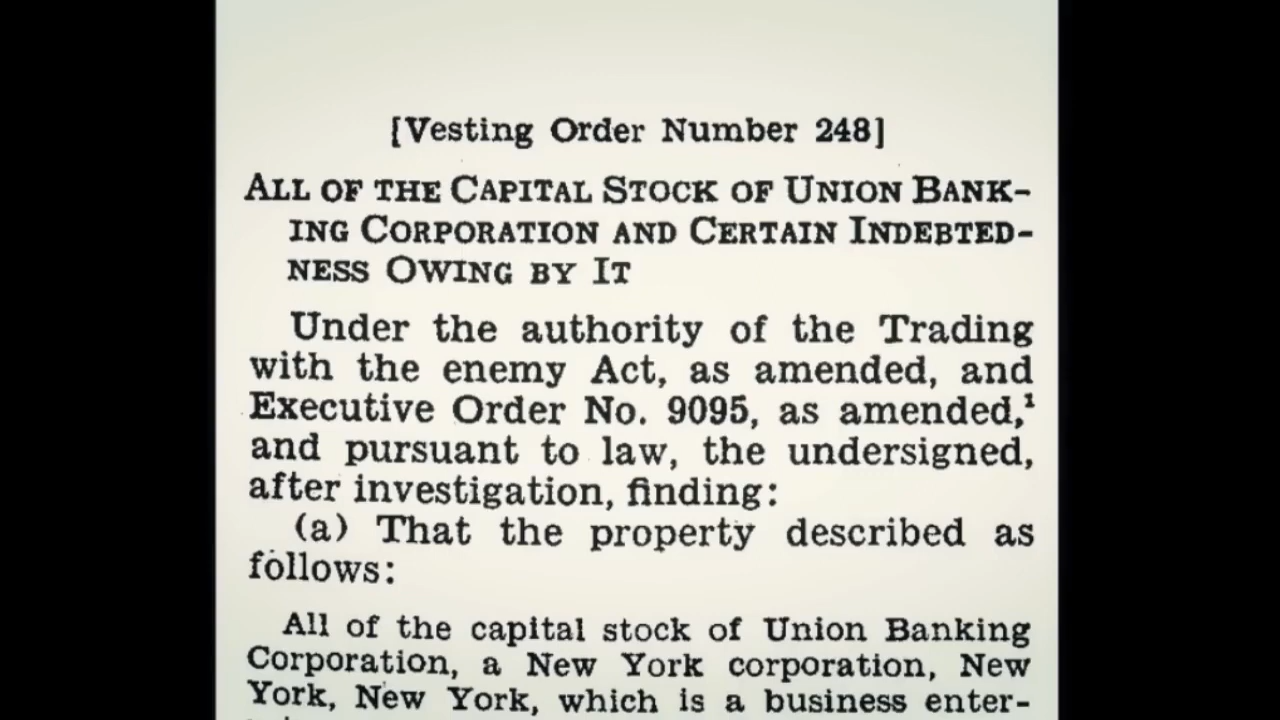 [Vesting Order Number 248]
ALL OF THE CAPITAL STOCK OF UNION BANK-
ING CORPORATION AND CERTAIN INDEBTED-
NESS OWING BY IT
Under the authority of the Trading
with the enemy Act, as amended, and
Executive Order No. 9095, as amended,¹
and pursuant to law, the undersigned,
after investigation, finding:
(a) That the property described as
follows:
All of the capital stock of Union Banking
Corporation, a New York corporation, New
York, New York, which is a business enter-